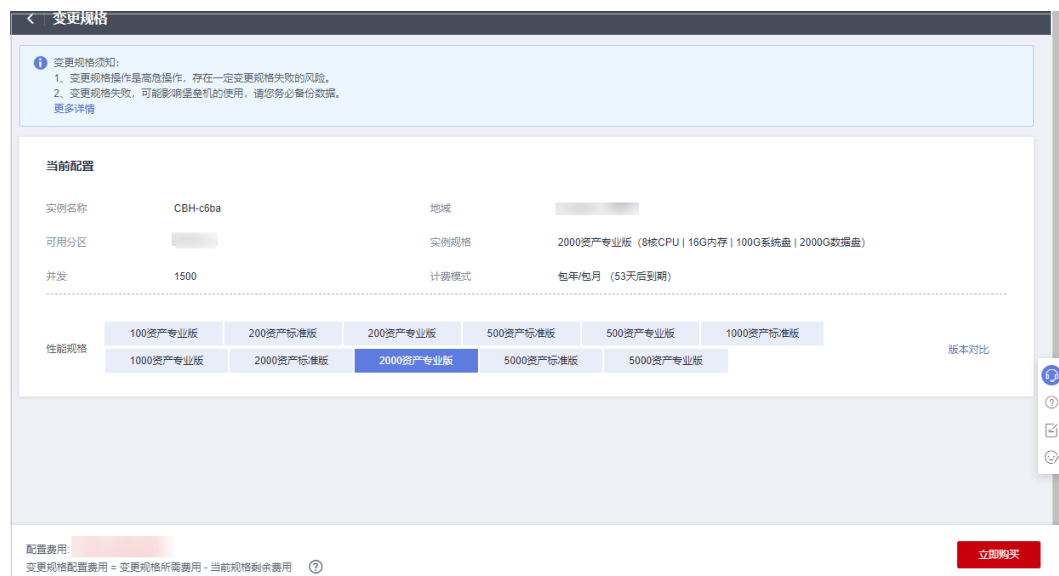 变更规格
变更规格须知:
1、变更规格操作是高危操作，存在一定变更规格失败的风险。
2、变更规格失败，可能影响堡垒机的使用，请您务必备份数据。
更多详情
当前配置
实例名称 CBH-c6ba 地域
可用分区 实例规格 2000资产专业版（8核CPU | 16G内存 | 100G系统盘 | 2000G数据盘）
并发 1500 计费模式 包年/包月 （53天后到期）
性能规格 100资产专业版 200资产标准版 200资产专业版 500资产标准版 500资产专业版 1000资产标准版
1000资产专业版 2000资产标准版 2000资产专业版 5000资产标准版 5000资产专业版
版本对比
配置费用:
变更规格配置费用 = 变更规格所需费用 - 当前规格剩余费用
立即购买